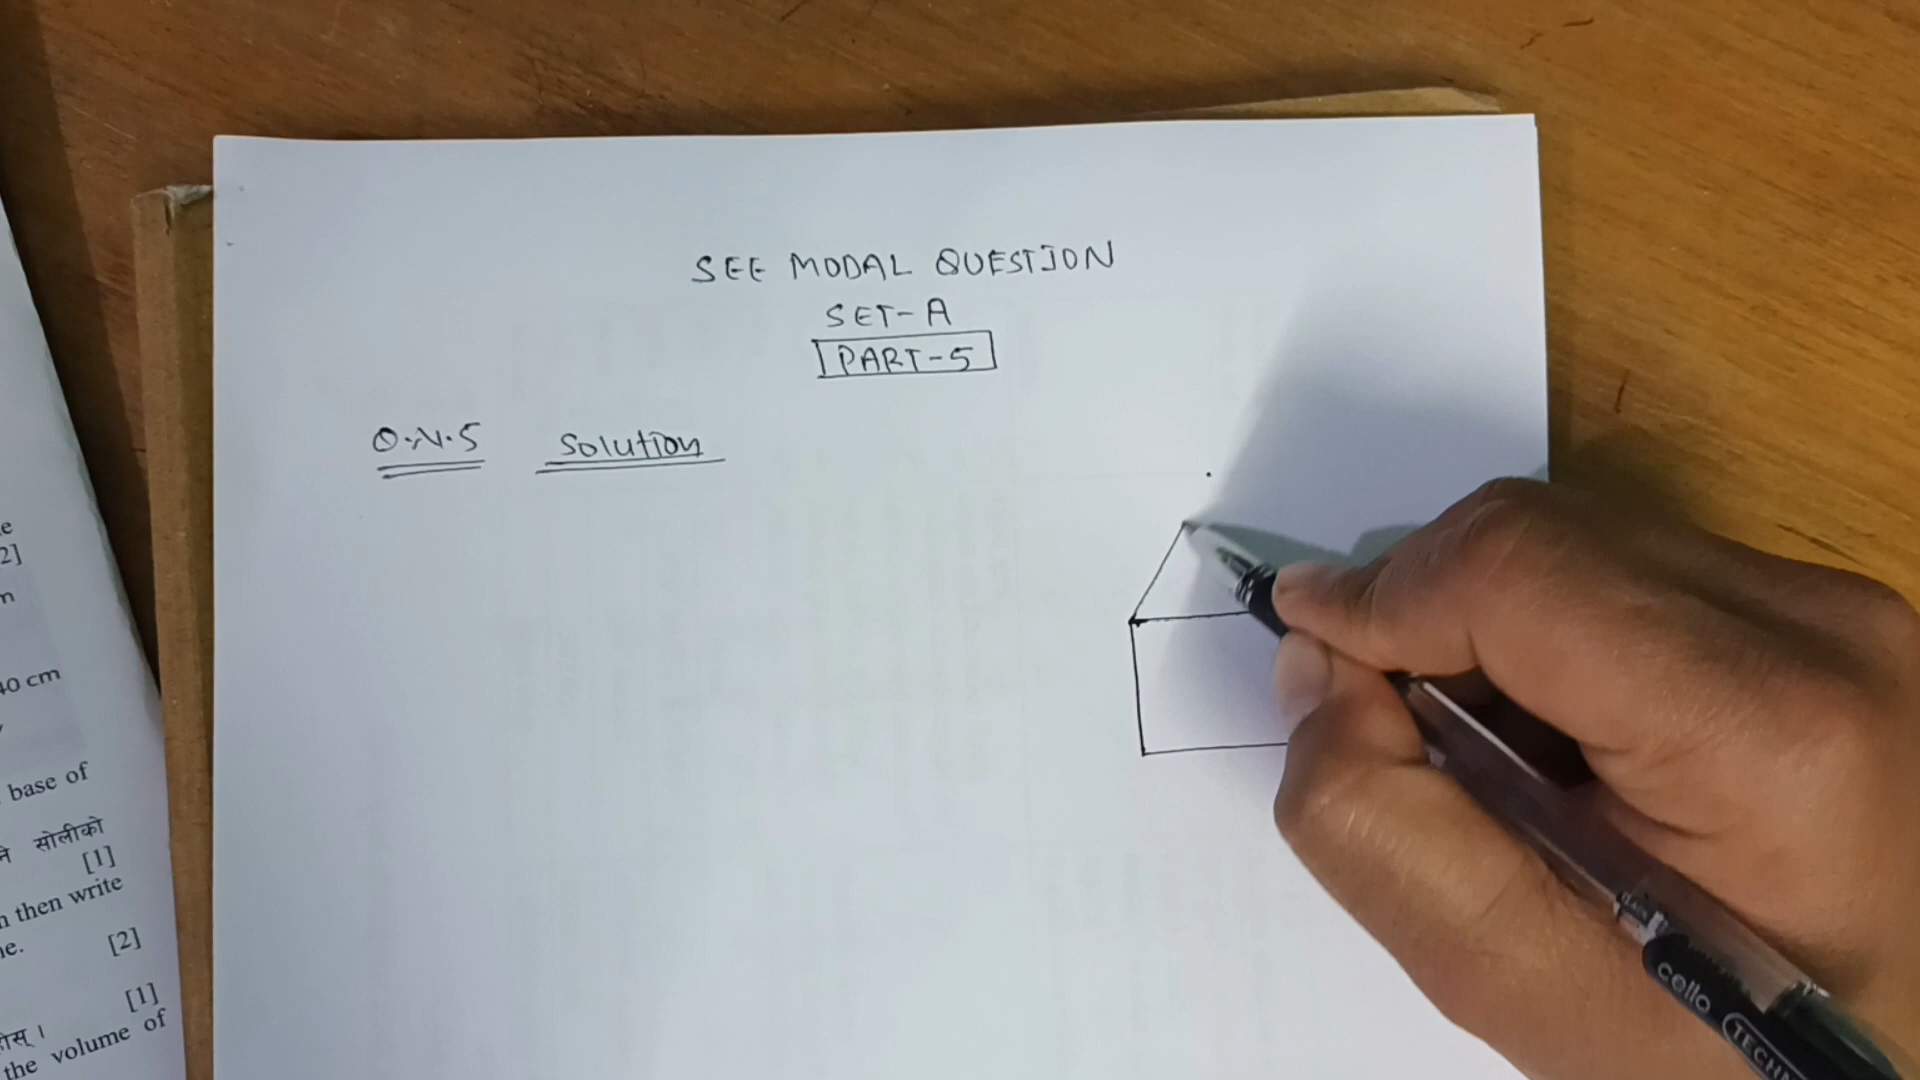 SEE MODAL QUESTION
SET-A
PART-5
Q.N.5 Solution
2]
40 cm
base of
सोलीको
[1]
then write
[2]
[1]
the volume of
cello
TECHN